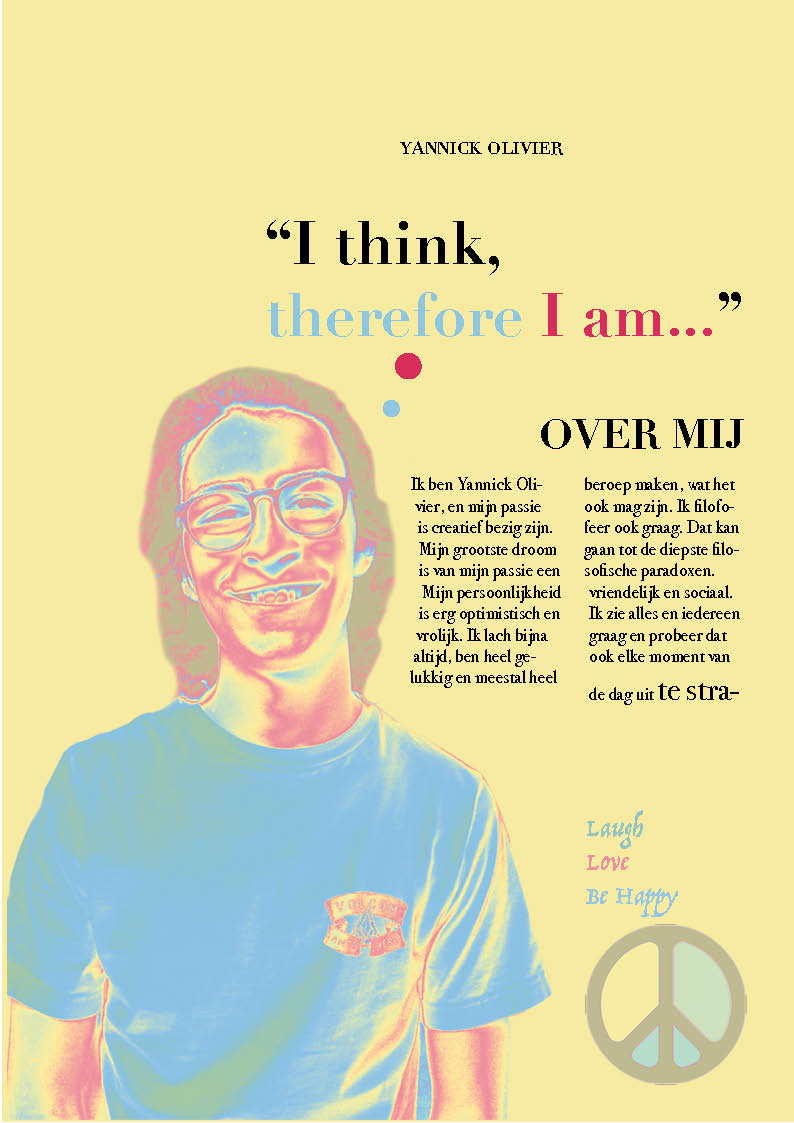 YANNICK OLIVIER
“I think,
therefore I am...”
OVER MIJ
Ik ben Yannick Oli-
vier, en mijn passie
is creatief bezig zijn.
Mijn grootste droom
is van mijn passie een
Mijn persoonlijkheid
is erg optimistisch en
vrolijk. Ik lach bijna
altijd, ben heel ge-
lukkig en meestal heel
beroep maken, wat het
ook mag zijn. Ik filofo-
feer ook graag. Dat kan
gaan tot de diepste filo-
sofische paradoxen.
vriendelijk en sociaal.
Ik zie alles en iedereen
graag en probeer dat
ook elke moment van
de dag uit te stra-
Laugh
Love
Be Happy
VOLCOM